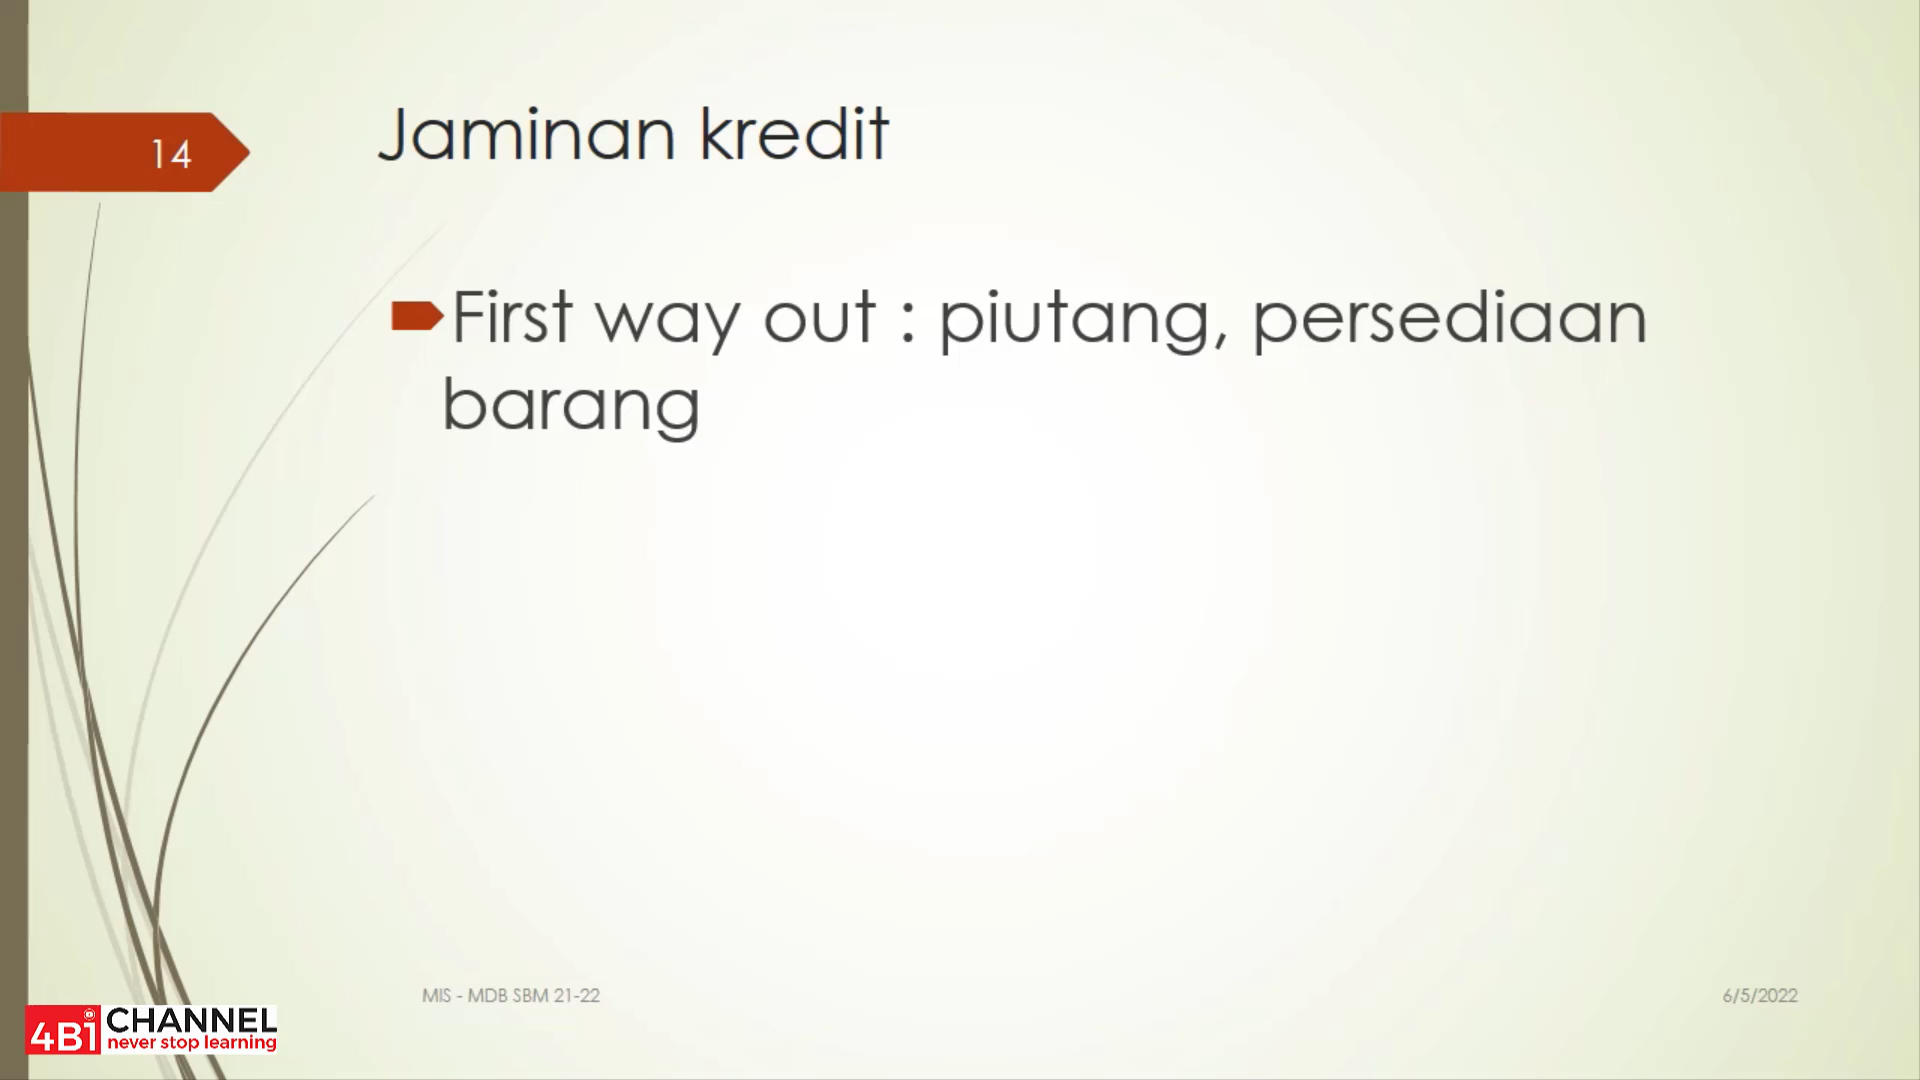 14
Jaminan kredit
First way out : piutang, persediaan
barang
MIS - MDB SBM 21-22
6/5/2022
4Bi CHANNEL
never stop learning